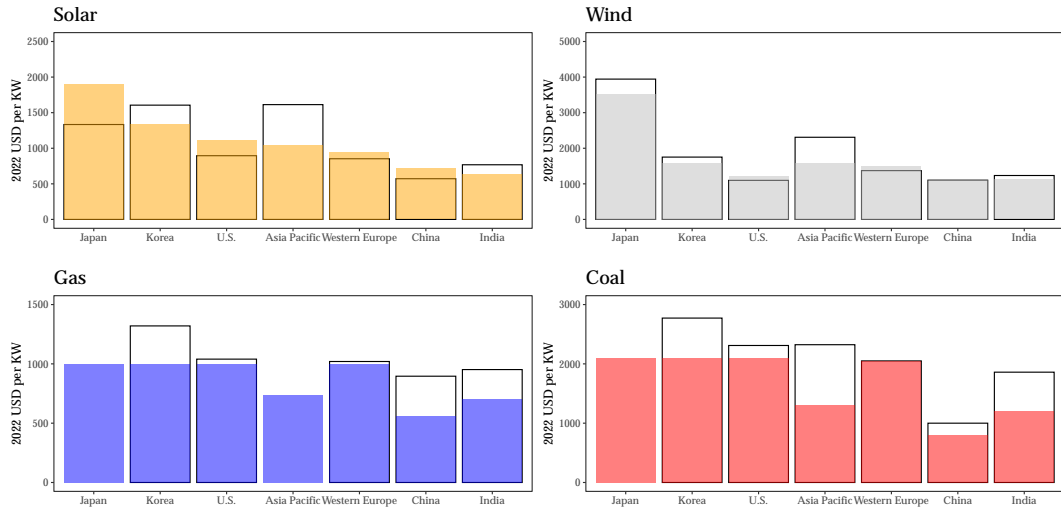 Solar
2022 USD per KW
2500
2000
1500
1000
500
0
Japan Korea U.S. Asia Pacific Western Europe China India
Wind
2022 USD per KW
5000
4000
3000
2000
1000
0
Japan Korea U.S. Asia Pacific Western Europe China India
Gas
2022 USD per KW
1500
1000
500
0
Japan Korea U.S. Asia Pacific Western Europe China India
Coal
2022 USD per KW
3000
2000
1000
0
Japan Korea U.S. Asia Pacific Western Europe China India